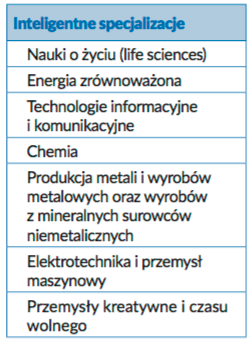 Inteligentne specjalizacje
Nauki o życiu (life sciences)
Energia zrównoważona
Technologie informacyjne
i komunikacyjne
Chemia
Produkcja metali i wyrobów
metalowych oraz wyrobów
z mineralnych surowców
niemetalicznych
Elektrotechnika i przemysł
maszynowy
Przemysły kreatywne i czasu
wolnego